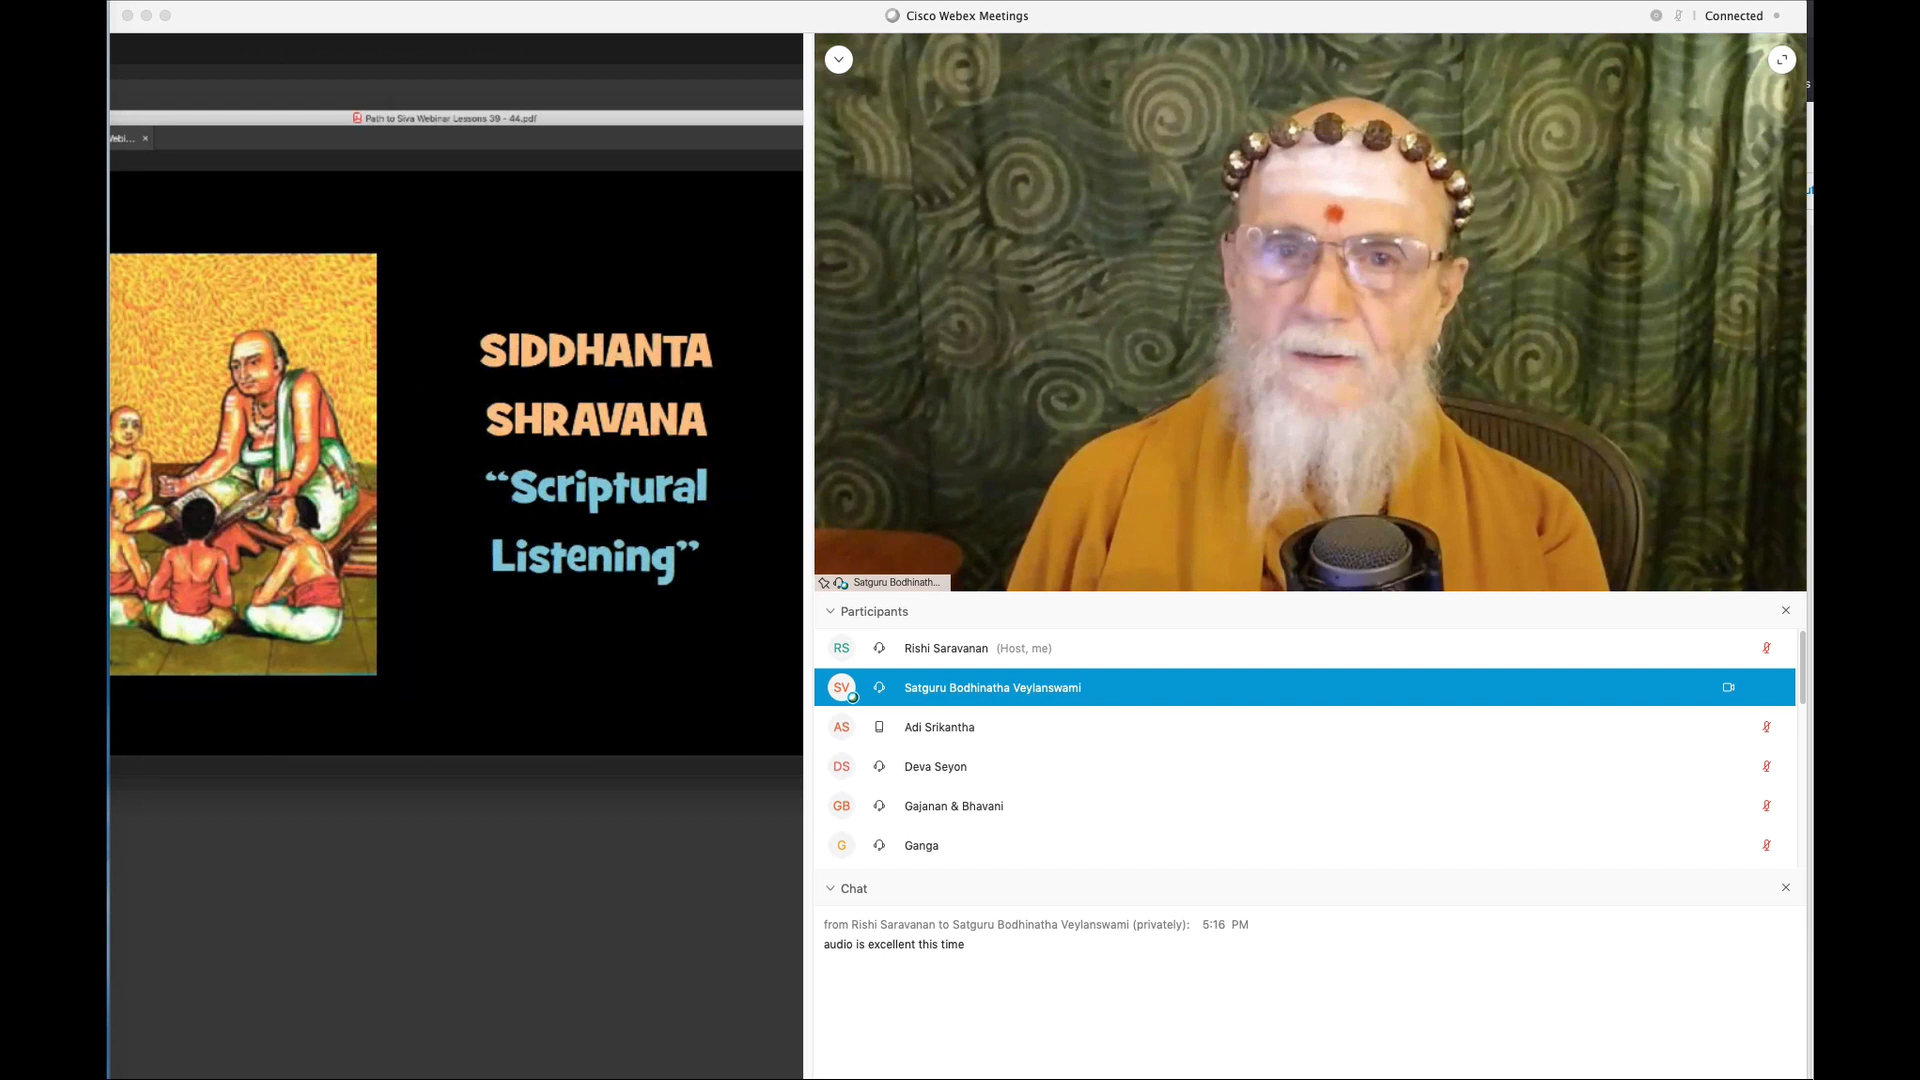 Cisco Webex Meetings
Connected
Path to Siva Webinar Lessons 39 - 44.pdf
SIDDHANTA
SHRAVANA
“Scriptural
Listening”
Satguru Bodhinath...
Participants
RS Rishi Saravanan (Host, me)
SV Satguru Bodhinatha Veylanswami
AS Adi Srikantha
DS Deva Seyon
GB Gajanan & Bhavani
G Ganga
Chat
from Rishi Saravanan to Satguru Bodhinatha Veylanswami (privately): 5:16 PM
audio is excellent this time